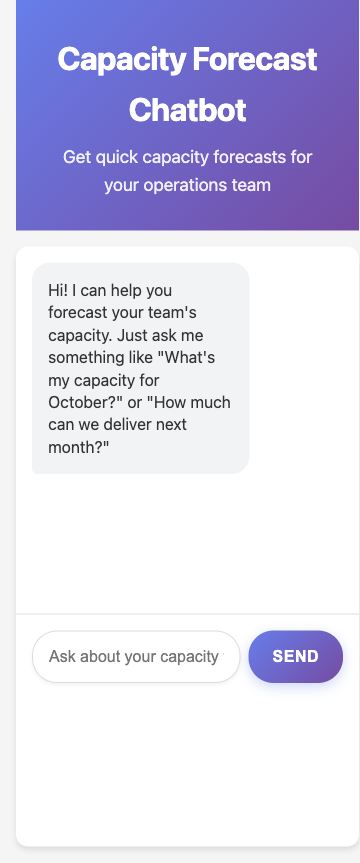 Capacity Forecast
Chatbot
Get quick capacity forecasts for
your operations team
Hi! I can help you
forecast your team's
capacity. Just ask me
something like "What's
my capacity for
October?" or "How much
can we deliver next
month?"
Ask about your capacity
SEND